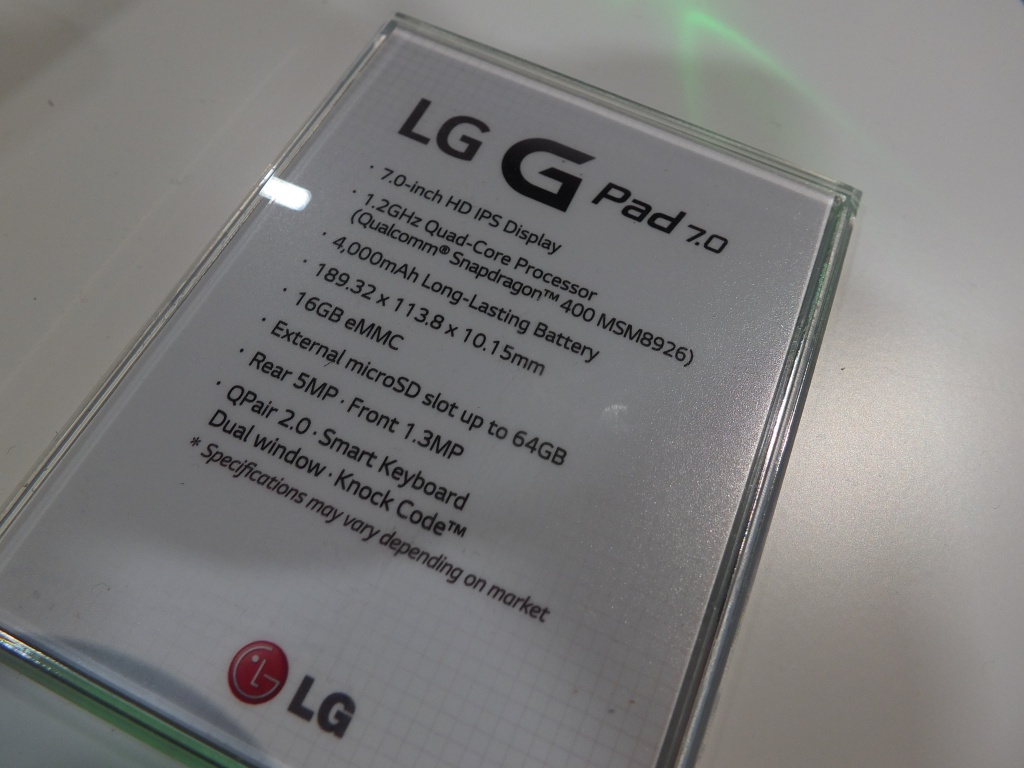 LG G Pad 7.0
· 7.0-inch HD IPS Display
· 1.2GHz Quad-Core Processor
(Qualcomm® Snapdragon™ 400 MSM8926)
· 4,000mAh Long-Lasting Battery
· 189.32 x 113.8 x 10.15mm
· 16GB eMMC
· External microSD slot up to 64GB
· Rear 5MP · Front 1.3MP
· QPair 2.0 · Smart Keyboard
Dual window · Knock Code™
* Specifications may vary depending on market
LG